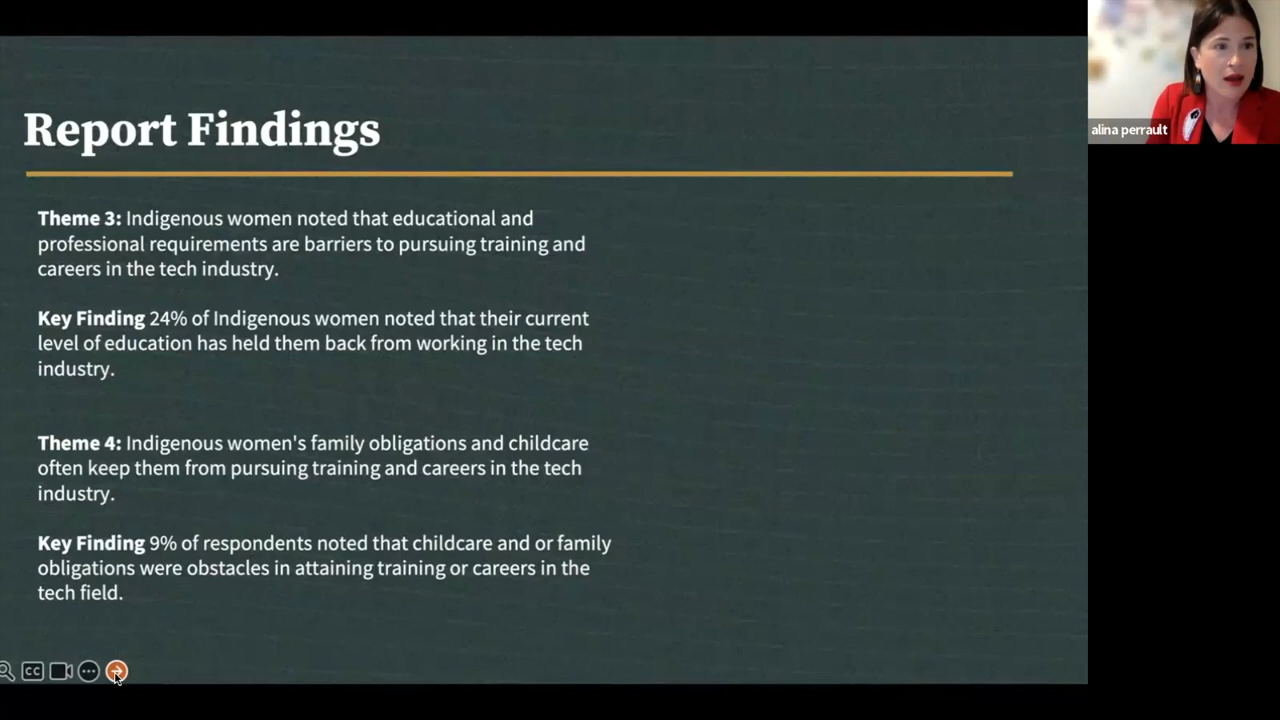 Report Findings
Theme 3: Indigenous women noted that educational and
professional requirements are barriers to pursuing training and
careers in the tech industry.
Key Finding 24% of Indigenous women noted that their current
level of education has held them back from working in the tech
industry.
Theme 4: Indigenous women's family obligations and childcare
often keep them from pursuing training and careers in the tech
industry.
Key Finding 9% of respondents noted that childcare and or family
obligations were obstacles in attaining training or careers in the
tech field.
CC
alina perrault